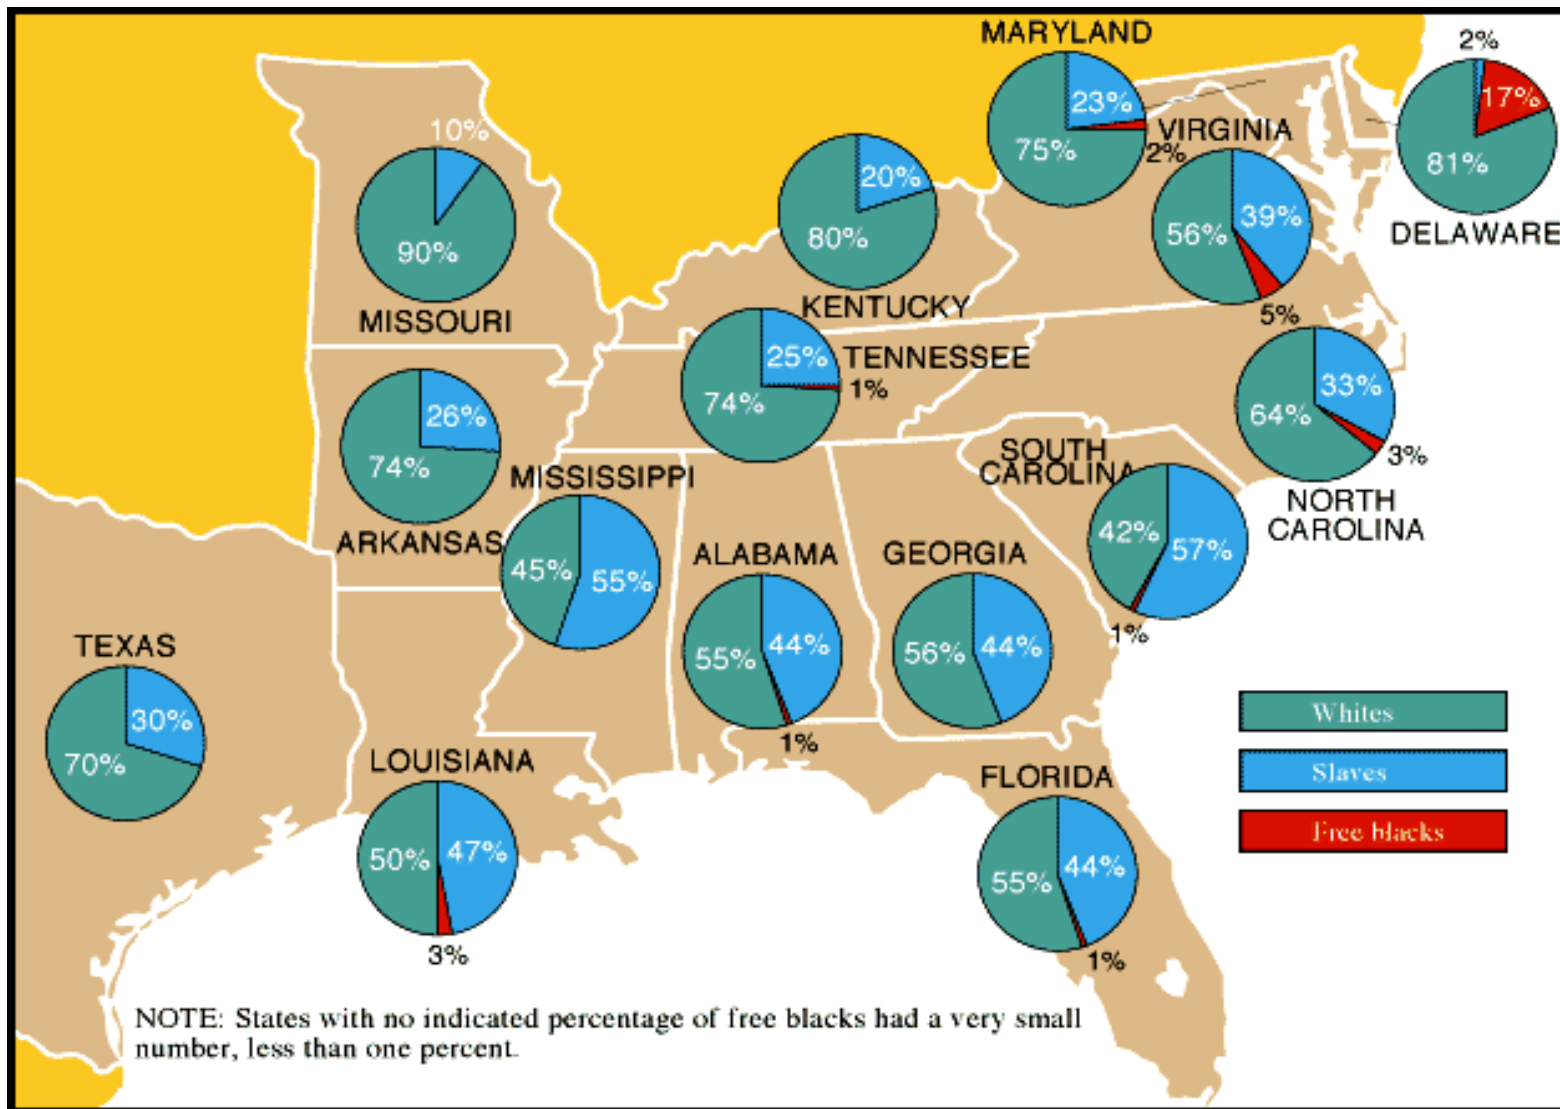 MARYLAND
23%
75%
2%
2%
17%
81%
DELAWARE
VIRGINIA
39%
56%
5%
10%
90%
MISSOURI
20%
80%
KENTUCKY
25%
74%
TENNESSEE
1%
33%
64%
3%
NORTH
CAROLINA
26%
74%
ARKANSAS
MISSISSIPPI
45%
55%
SOUTH
CAROLINA
42%
57%
1%
ALABAMA
55%
44%
1%
GEORGIA
56%
44%
TEXAS
30%
70%
LOUISIANA
50%
47%
3%
FLORIDA
55%
44%
1%
Whites
Slaves
Free blacks
NOTE: States with no indicated percentage of free blacks had a very small
number, less than one percent.